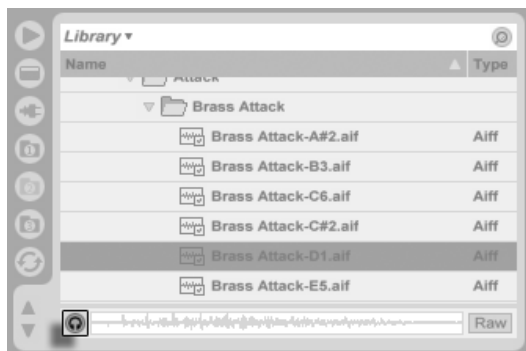 Library
Name Type
Attack
Brass Attack
Brass Attack-A#2.aif Aiff
Brass Attack-B3.aif Aiff
Brass Attack-C6.aif Aiff
Brass Attack-C#2.aif Aiff
Brass Attack-D1.aif Aiff
Brass Attack-E5.aif Aiff
Raw